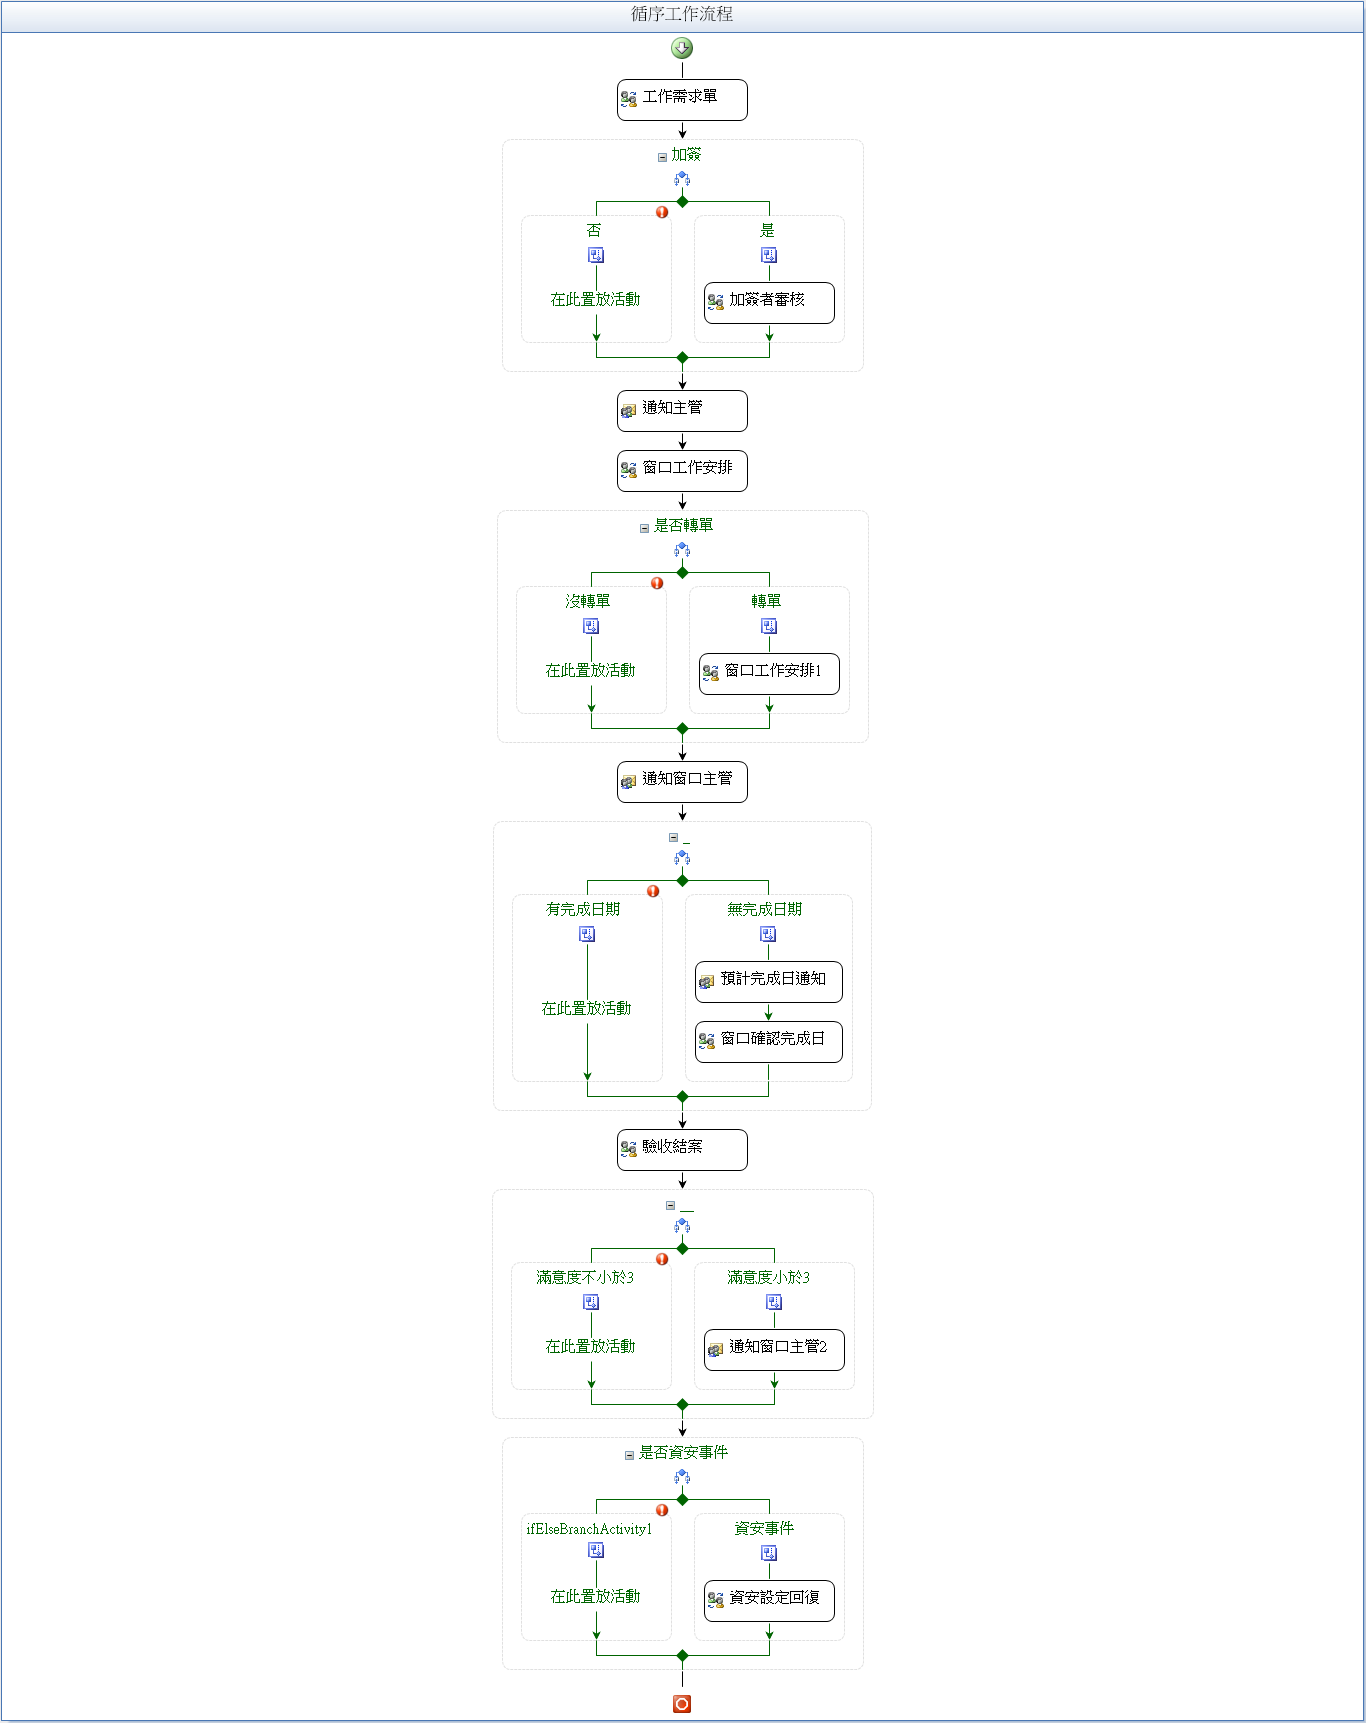 循序工作流程
工作需求單
加簽
否
是
在此置放活動
加簽者審核
通知主管
窗口工作安排
是否轉單
沒轉單
轉單
在此置放活動
窗口工作安排1
通知窗口主管
_
有完成日期
無完成日期
預計完成日通知
在此置放活動
窗口確認完成日
驗收結案
__
滿意度不小於3
滿意度小於3
在此置放活動
通知窗口主管2
是否資安事件
ifElseBranchActivity1
資安事件
在此置放活動
資安設定回復